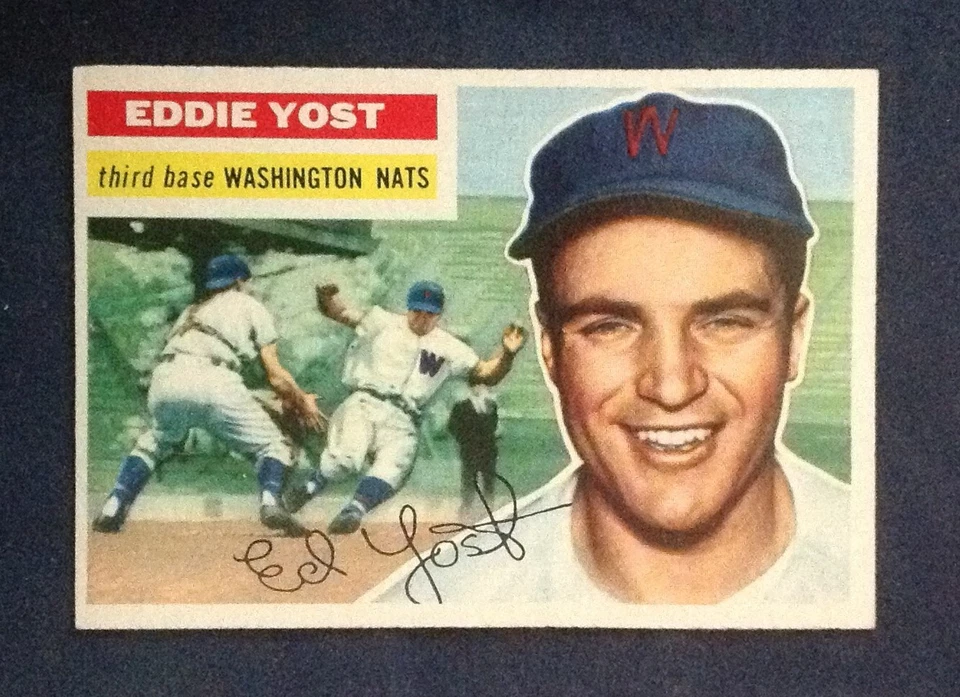 EDDIE YOST
third base WASHINGTON NATS
W
W
Ed Yost